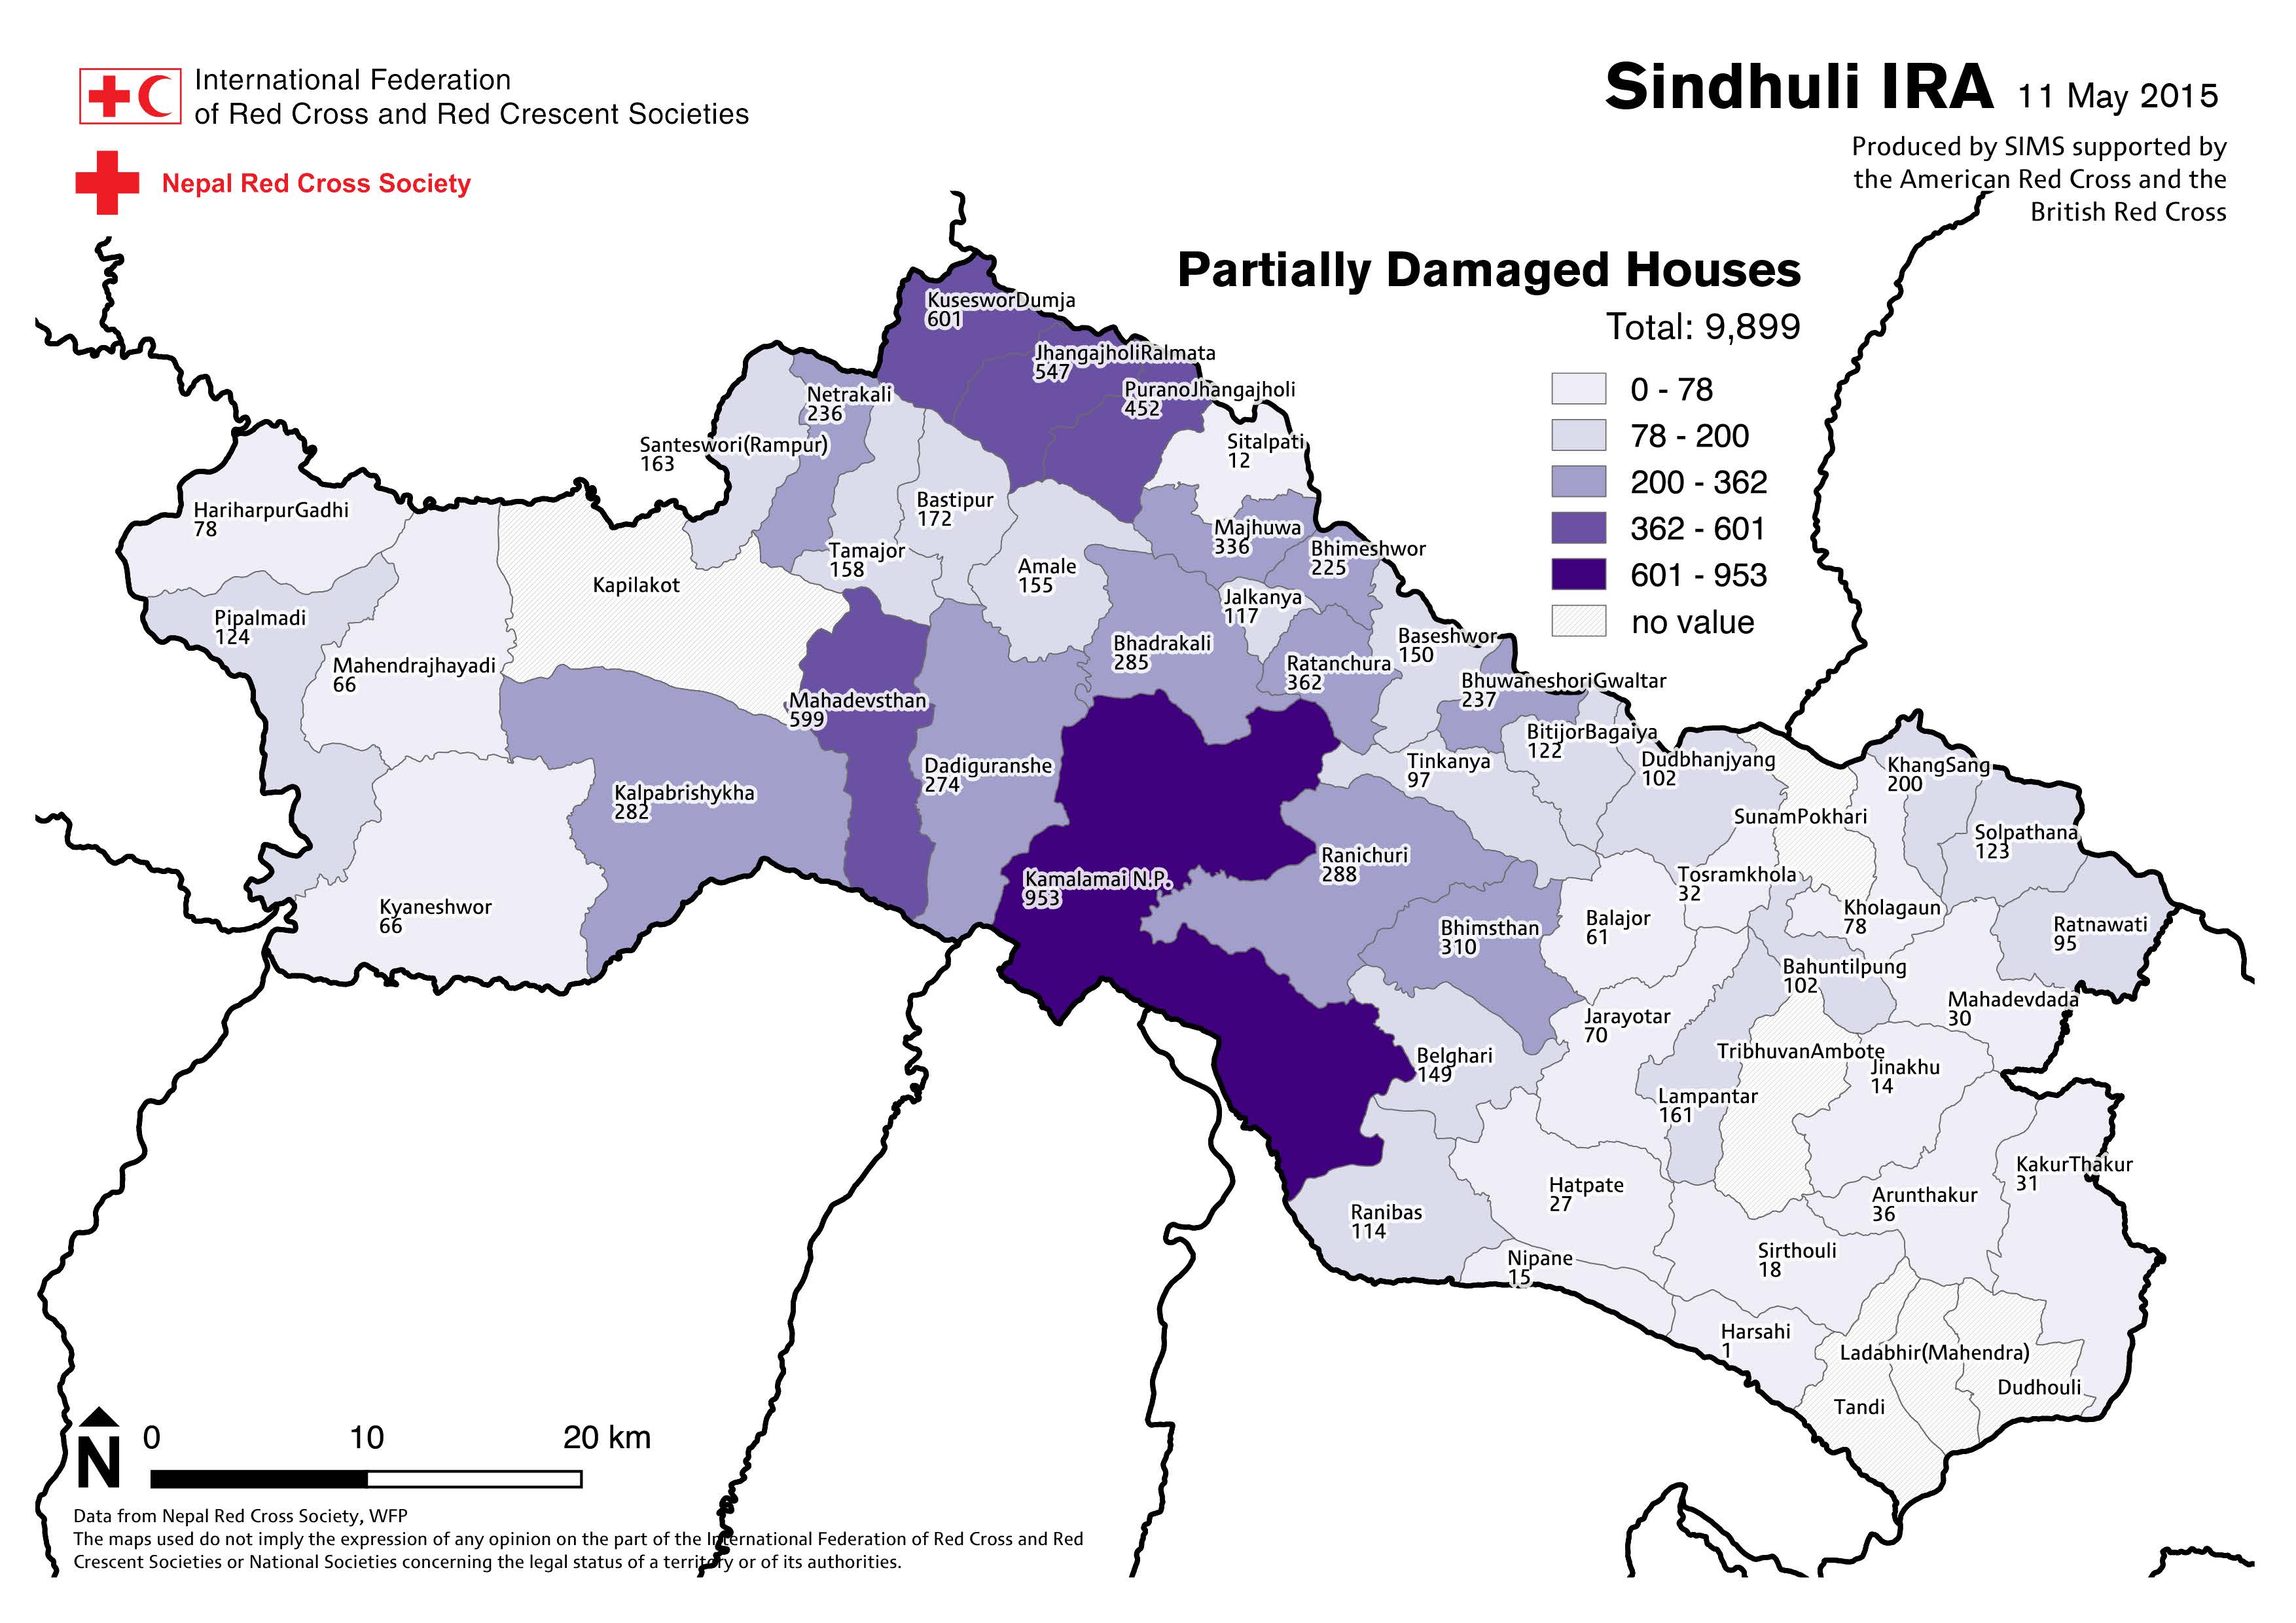 International Federation
of Red Cross and Red Crescent Societies
Nepal Red Cross Society
Sindhuli IRA 11 May 2015
Produced by SIMS supported by
the American Red Cross and the
British Red Cross
Partially Damaged Houses
Total: 9,899
0 - 78
78 - 200
200 - 362
362 - 601
601 - 953
no value
KusesworDumja
601
JhangajholiRalmata
547
PuranoJhangajholi
452
Netrakali
236
Santeswori(Rampur)
163
Sitalpati
12
HariharpurGadhi
78
Bastipur
172
Majhuwa
336
Tamajor
158
Bhimeshwor
225
Amale
155
Kapilakot
Jalkanya
117
Pipalmadi
124
Baseshwor
150
Bhadrakali
285
Mahendrajhayadi
66
Ratanchura
362
BhuwaneshoriGwaltar
237
Mahadevsthan
599
BitijorBagaiya
122
Dadiguranshe
274
Tinkanya
97
Dudbhanjyang
102
KhangSang
200
Kalpabrishykha
282
SunamPokhari
Solpathana
123
Ranichuri
288
Kamalamai N.P.
953
Tosramkhola
32
Kyaneshwor
66
Kholagaun
78
Balajor
61
Bhimsthan
310
Ratnawati
95
Bahuntilpung
102
Mahadevdada
30
Jarayotar
70
Belghari
149
TribhuvanAmbote
Jinakhu
14
Lampantar
161
KakurThakur
31
Hatpate
27
Arunthakur
36
Ranibas
114
Sirthouli
18
Nipane
15
Harsahi
1
Ladabhir(Mahendra)
Dudhouli
Tandi
N
0 10 20 km
Data from Nepal Red Cross Society, WFP
The maps used do not imply the expression of any opinion on the part of the International Federation of Red Cross and Red
Crescent Societies or National Societies concerning the legal status of a territory or of its authorities.